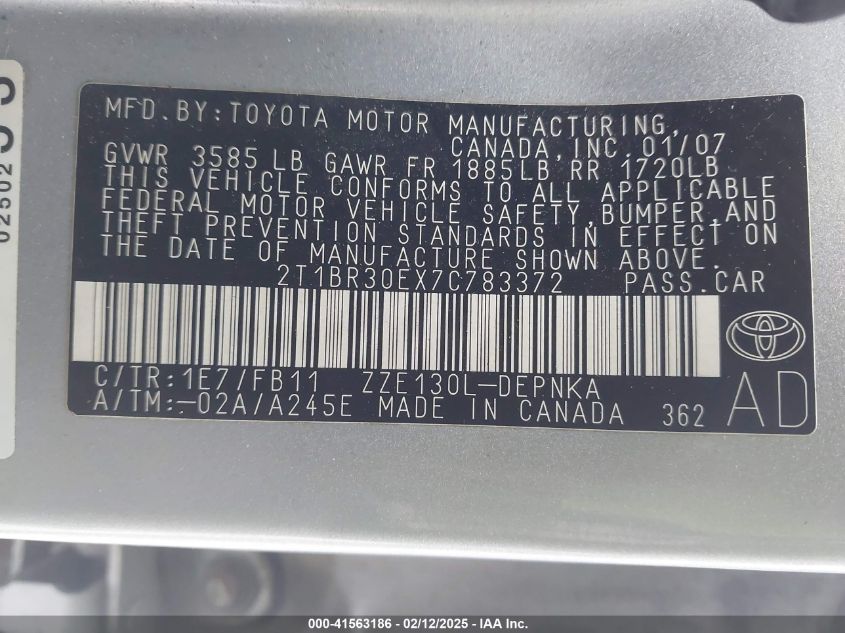 02502
MFD.BY:TOYOTA MOTOR MANUFACTURING,
CANADA,INC.01/07
GVWR 3585 LB GAWR FR 1885LB RR 1720LB
THIS VEHICLE CONFORMS TO ALL APPLICABLE
FEDERAL MOTOR VEHICLE SAFETY,BUMPER,AND
THEFT PREVENTION STANDARDS IN EFFECT ON
THE DATE OF MANUFACTURE SHOWN ABOVE.
2T1BR30EX7C783372 PASS.CAR
C/TR:1E7/FB11 ZZE130L-DEPNKA
A/TM:-02A/A245E MADE IN CANADA 362 AD
000-41563186 - 02/12/2025 - IAA Inc.